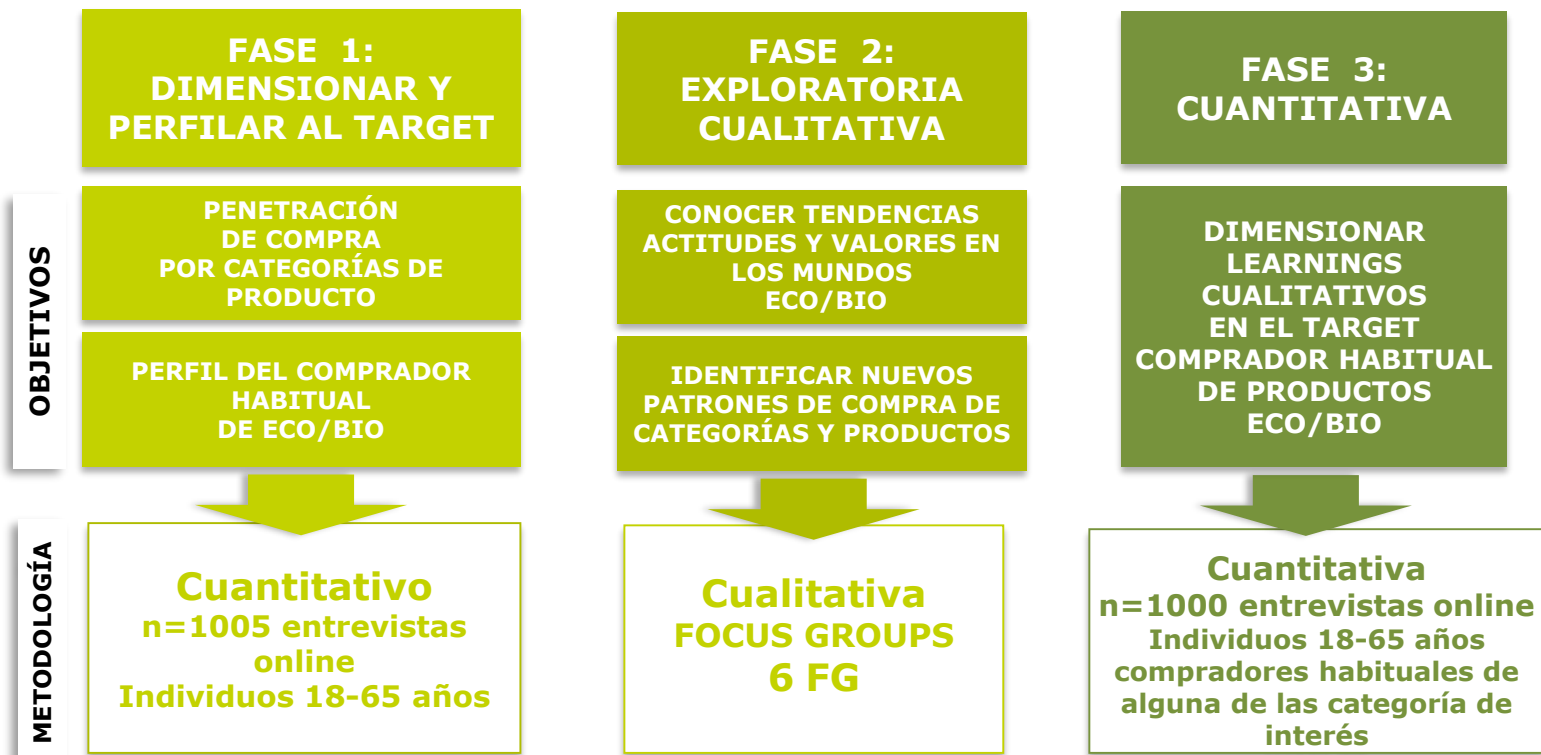 FASE 1:
DIMENSIONAR Y
PERFILAR AL TARGET
FASE 2:
EXPLORATORIA
CUALITATIVA
FASE 3:
CUANTITATIVA
OBJETIVOS
PENETRACIÓN
DE COMPRA
POR CATEGORÍAS DE
PRODUCTO
PERFIL DEL COMPRADOR
HABITUAL
DE ECO/BIO
CONOCER TENDENCIAS
ACTITUDES Y VALORES EN
LOS MUNDOS
ECO/BIO
IDENTIFICAR NUEVOS
PATRONES DE COMPRA DE
CATEGORÍAS Y PRODUCTOS
DIMENSIONAR
LEARNINGS
CUALITATIVOS
EN EL TARGET
COMPRADOR HABITUAL
DE PRODUCTOS
ECO/BIO
METODOLOGÍA
Cuantitativo
n=1005 entrevistas
online
Individuos 18-65 años
Cualitativa
FOCUS GROUPS
6 FG
Cuantitativa
n=1000 entrevistas online
Individuos 18-65 años
compradores habituales de
alguna de las categoría de
interés